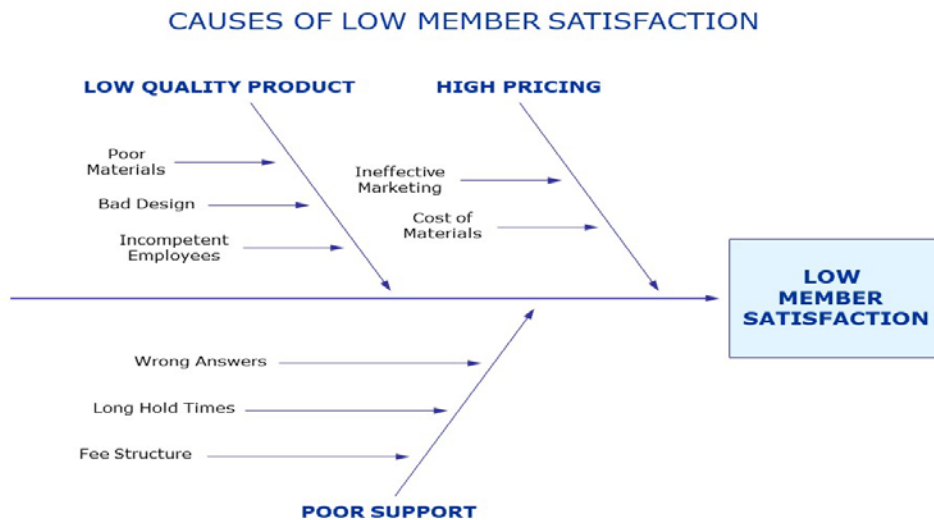 CAUSES OF LOW MEMBER SATISFACTION
LOW QUALITY PRODUCT
HIGH PRICING
Poor
Materials
Bad Design
Incompetent
Employees
Ineffective
Marketing
Cost of
Materials
LOW
MEMBER
SATISFACTION
Wrong Answers
Long Hold Times
Fee Structure
POOR SUPPORT